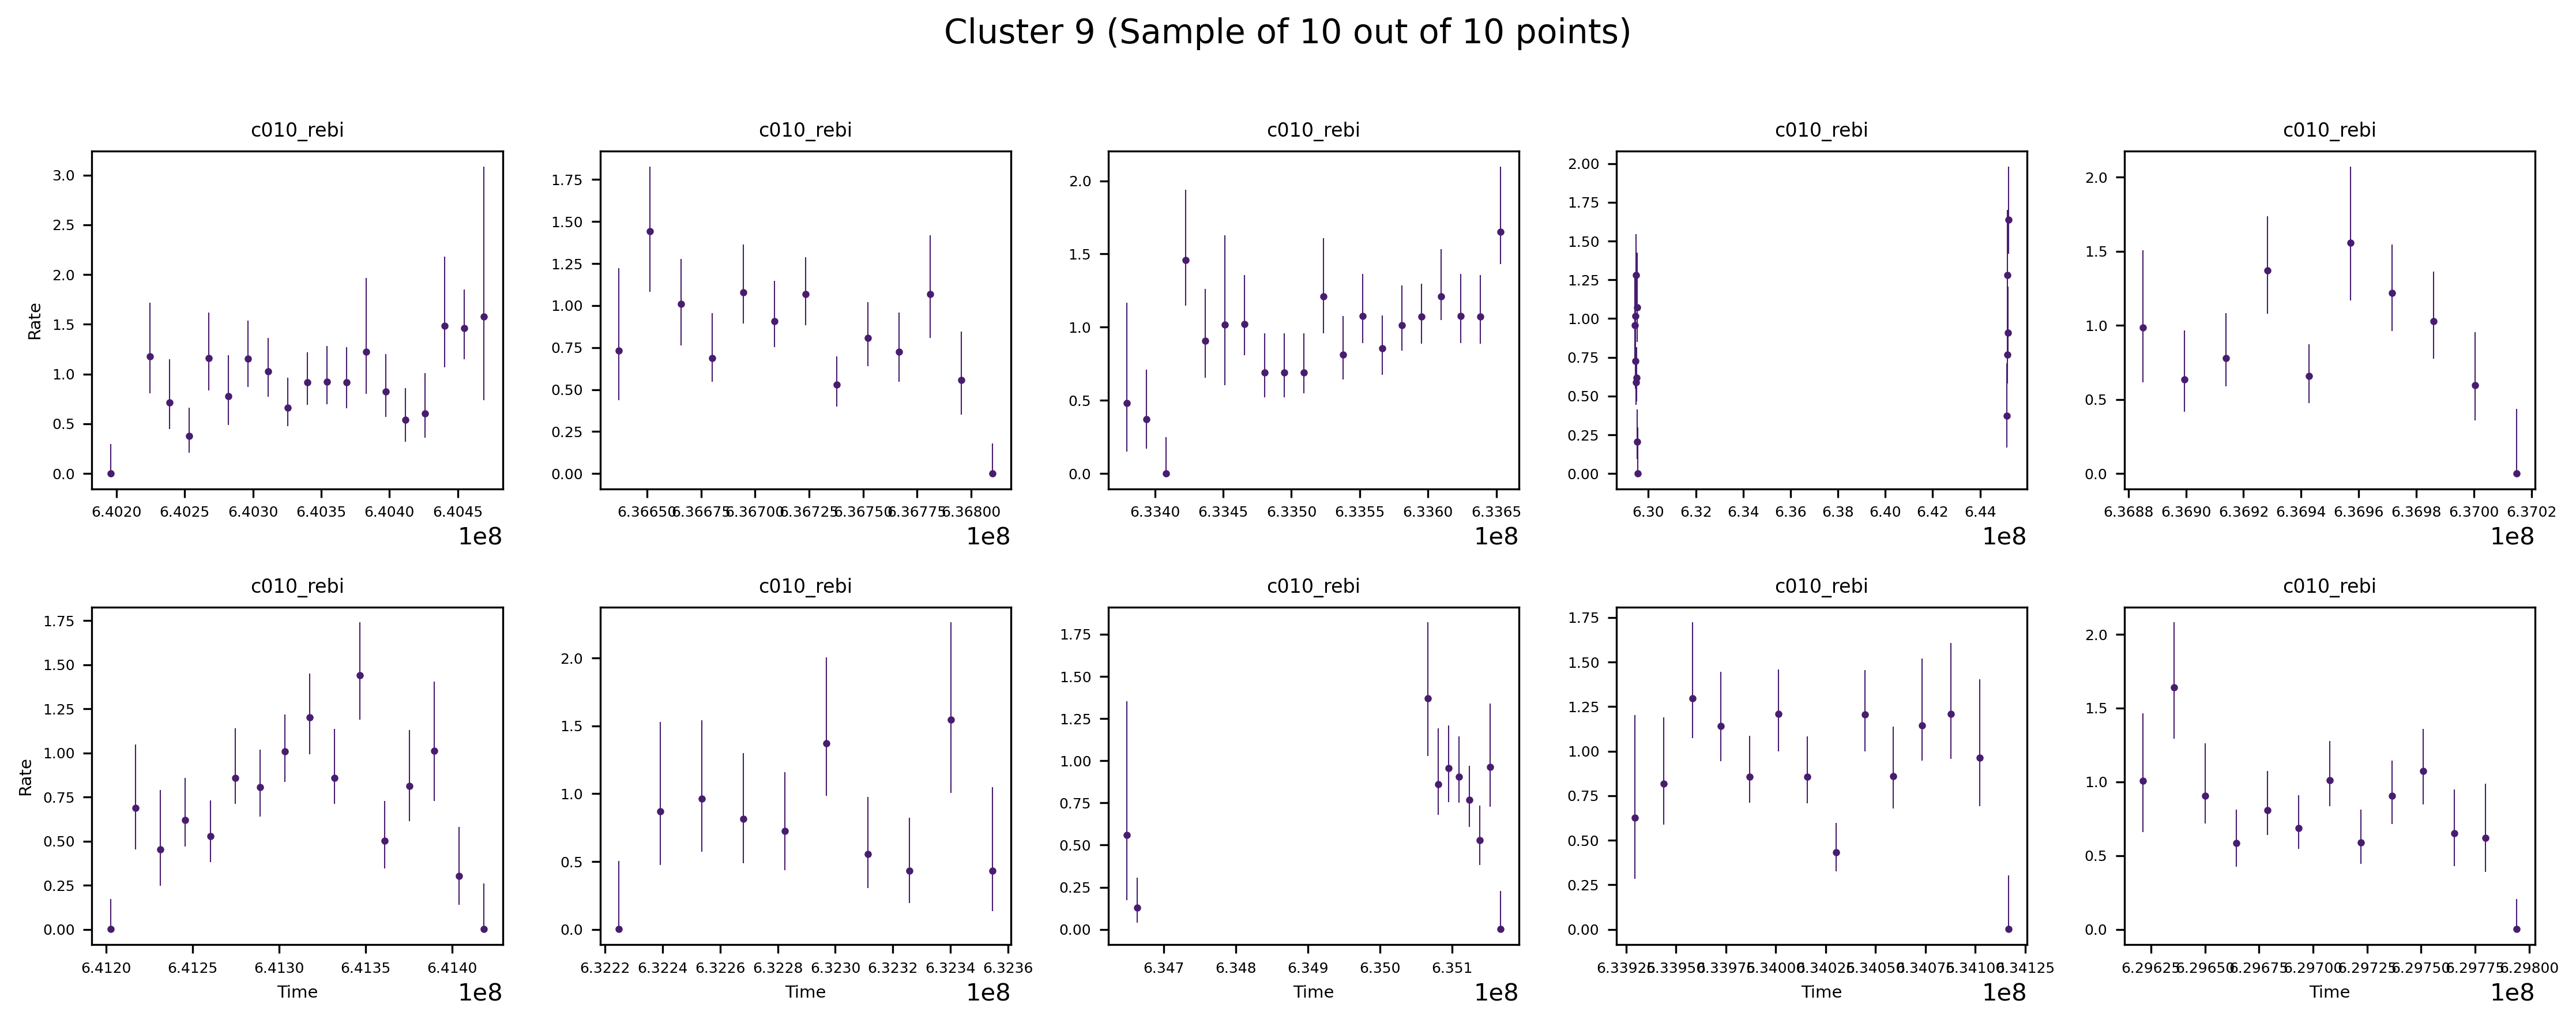 Cluster 9 (Sample of 10 out of 10 points)
c010_rebi c010_rebi c010_rebi c010_rebi c010_rebi
Rate
3.0
2.5
2.0
1.5
1.0
0.5
0.0
6.4020 6.4025 6.4030 6.4035 6.4040 6.4045
1e8
1.75
1.50
1.25
1.00
0.75
0.50
0.25
0.00
6.36650 6.36675 6.36700 6.36725 6.36750 6.36775 6.36800
1e8
2.0
1.5
1.0
0.5
0.0
6.3340 6.3345 6.3350 6.3355 6.3360 6.3365
1e8
2.00
1.75
1.50
1.25
1.00
0.75
0.50
0.25
0.00
6.30 6.32 6.34 6.36 6.38 6.40 6.42 6.44
1e8
2.0
1.5
1.0
0.5
0.0
6.3688 6.3690 6.3692 6.3694 6.3696 6.3698 6.3700 6.3702
1e8
c010_rebi c010_rebi c010_rebi c010_rebi c010_rebi
Rate
1.75
1.50
1.25
1.00
0.75
0.50
0.25
0.00
6.4120 6.4125 6.4130 6.4135 6.4140
Time
1e8
2.0
1.5
1.0
0.5
0.0
6.3222 6.3224 6.3226 6.3228 6.3230 6.3232 6.3234 6.3236
Time
1e8
1.75
1.50
1.25
1.00
0.75
0.50
0.25
0.00
6.347 6.348 6.349 6.350 6.351
Time
1e8
1.75
1.50
1.25
1.00
0.75
0.50
0.25
0.00
6.33925 6.33950 6.33975 6.34000 6.34025 6.34050 6.34075 6.34100 6.34125
Time
1e8
2.0
1.5
1.0
0.5
0.0
6.29625 6.29650 6.29675 6.29700 6.29725 6.29750 6.29775 6.29800
Time
1e8